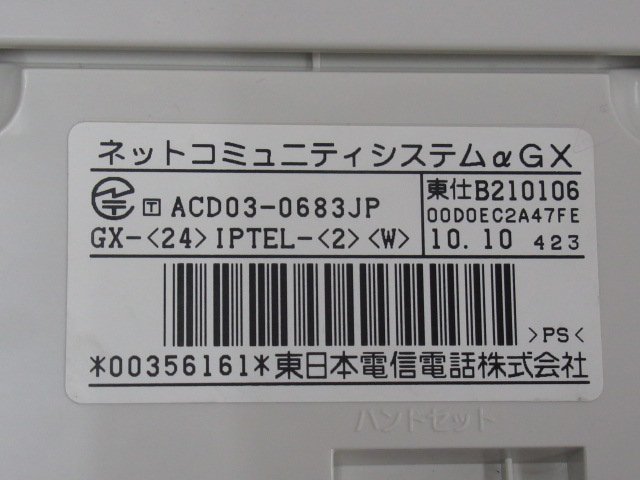 ネットコミュニティシステムαGX
T ACD03-0683JP
東仕B210106
00D0EC2A47FE
GX-<24>IPTEL-<2><W>
10.10 423
>PS<
*00356161*東日本電信電話株式会社
ハンドセット